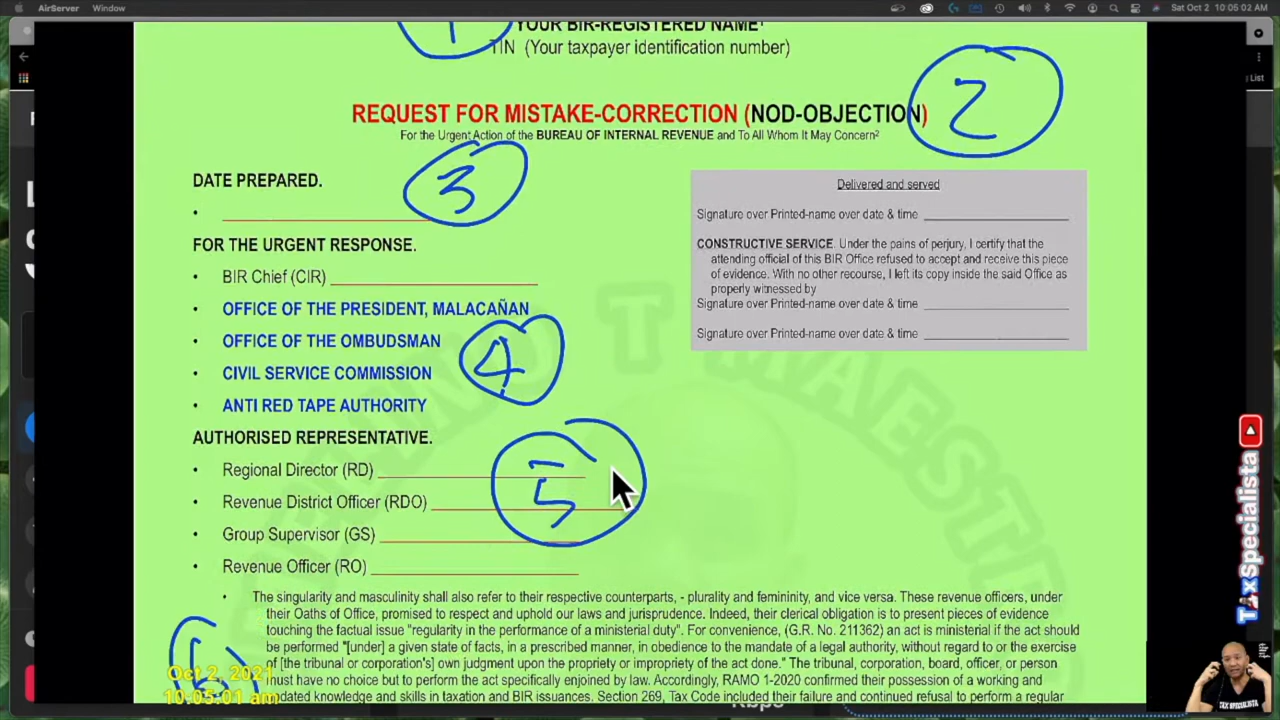 AirServer Window Sat Oct 2 10:05:02 AM
YOUR BIR-REGISTERED NAME¹
1
TIN (Your taxpayer identification number)
REQUEST FOR MISTAKE-CORRECTION (NOD-OBJECTION)
2
For the Urgent Action of the BUREAU OF INTERNAL REVENUE and To All Whom It May Concern²
DATE PREPARED.
3
FOR THE URGENT RESPONSE.
• BIR Chief (CIR)
• OFFICE OF THE PRESIDENT, MALACAÑAN
• OFFICE OF THE OMBUDSMAN
4
• CIVIL SERVICE COMMISSION
• ANTI RED TAPE AUTHORITY
AUTHORISED REPRESENTATIVE.
• Regional Director (RD)
5
• Revenue District Officer (RDO)
• Group Supervisor (GS)
• Revenue Officer (RO)
Delivered and served
Signature over Printed-name over date & time
CONSTRUCTIVE SERVICE. Under the pains of perjury, I certify that the
attending official of this BIR Office refused to accept and receive this piece
of evidence. With no other recourse, I left its copy inside the said Office as
properly witnessed by
Signature over Printed-name over date & time
Signature over Printed-name over date & time
• The singularity and masculinity shall also refer to their respective counterparts, - plurality and femininity, and vice versa. These revenue officers, under
their Oaths of Office, promised to respect and uphold our laws and jurisprudence. Indeed, their clerical obligation is to present pieces of evidence
touching the factual issue "regularity in the performance of a ministerial duty". For convenience, (G.R. No. 211362) an act is ministerial if the act should
be performed "[under] a given state of facts, in a prescribed manner, in obedience to the mandate of a legal authority, without regard to or the exercise
of [the tribunal or corporation's] own judgment upon the propriety or impropriety of the act done." The tribunal, corporation, board, officer, or person
must have no choice but to perform the act specifically enjoined by law. Accordingly, RAMO 1-2020 confirmed their possession of a working and
updated knowledge and skills in taxation and BIR issuances. Section 269, Tax Code included their failure and continued refusal to perform a regular
Oct 2, 2021
10:05:01 am
TaxSpecialista
TAX SPECIALISTA
List